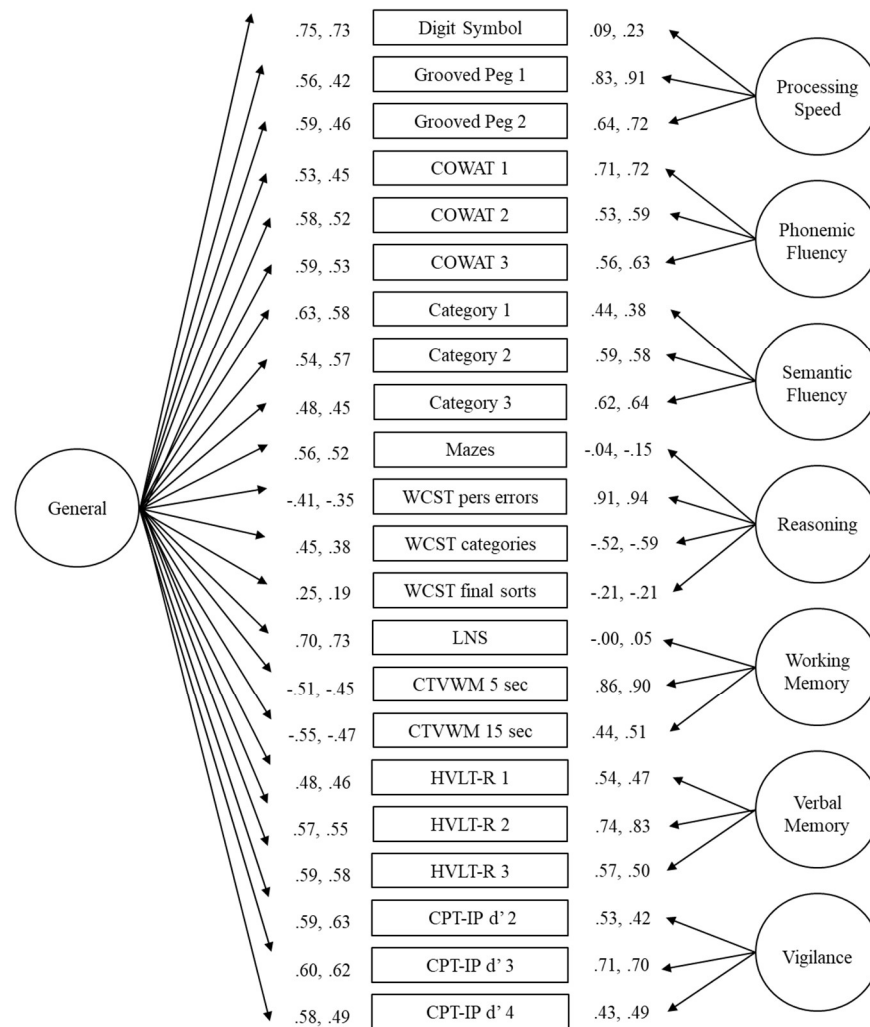 .75, .73 Digit Symbol .09, .23
.56, .42 Grooved Peg 1 .83, .91
Processing
Speed
.59, .46 Grooved Peg 2 .64, .72
.53, .45 COWAT 1 .71, .72
.58, .52 COWAT 2 .53, .59
Phonemic
Fluency
.59, .53 COWAT 3 .56, .63
.63, .58 Category 1 .44, .38
.54, .57 Category 2 .59, .58
Semantic
Fluency
.48, .45 Category 3 .62, .64
.56, .52 Mazes -.04, -.15
General
-.41, -.35 WCST pers errors .91, .94
Reasoning
.45, .38 WCST categories -.52, -.59
.25, .19 WCST final sorts -.21, -.21
.70, .73 LNS -.00, .05
Working
Memory
-.51, -.45 CTVWM 5 sec .86, .90
-.55, -.47 CTVWM 15 sec .44, .51
.48, .46 HVLT-R 1 .54, .47
Verbal
Memory
.57, .55 HVLT-R 2 .74, .83
.59, .58 HVLT-R 3 .57, .50
.59, .63 CPT-IP d’ 2 .53, .42
.60, .62 CPT-IP d’ 3 .71, .70
Vigilance
.58, .49 CPT-IP d’ 4 .43, .49